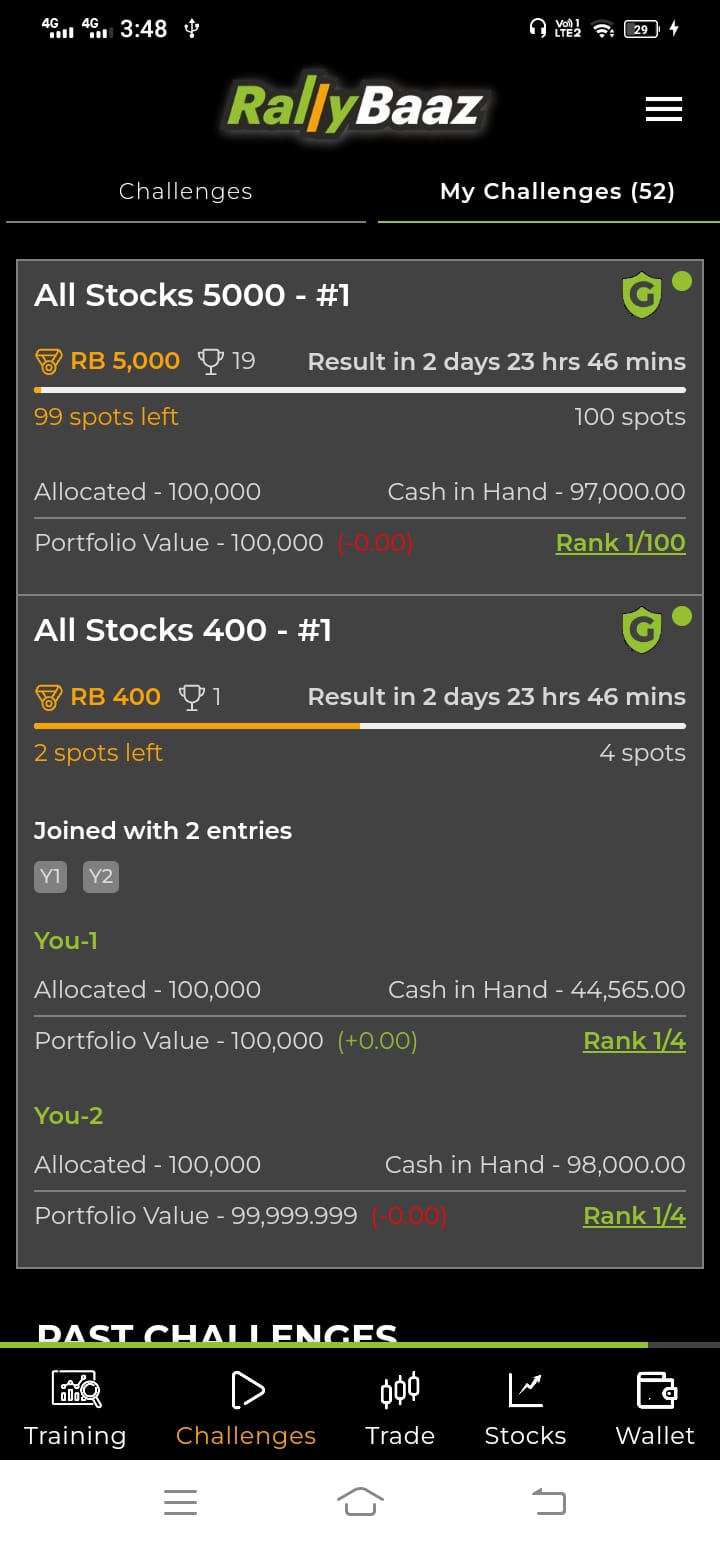 4G 4G 3:48 Vo)) 1 LTE2 29
RallyBaaz
Challenges My Challenges (52)
All Stocks 5000 - #1 G
RB 5,000 19 Result in 2 days 23 hrs 46 mins
99 spots left 100 spots
Allocated - 100,000 Cash in Hand - 97,000.00
Portfolio Value - 100,000 (-0.00) Rank 1/100
All Stocks 400 - #1 G
RB 400 1 Result in 2 days 23 hrs 46 mins
2 spots left 4 spots
Joined with 2 entries
Y1 Y2
You-1
Allocated - 100,000 Cash in Hand - 44,565.00
Portfolio Value - 100,000 (+0.00) Rank 1/4
You-2
Allocated - 100,000 Cash in Hand - 98,000.00
Portfolio Value - 99,999.999 (-0.00) Rank 1/4
PAST CHALLENGES
Training Challenges Trade Stocks Wallet